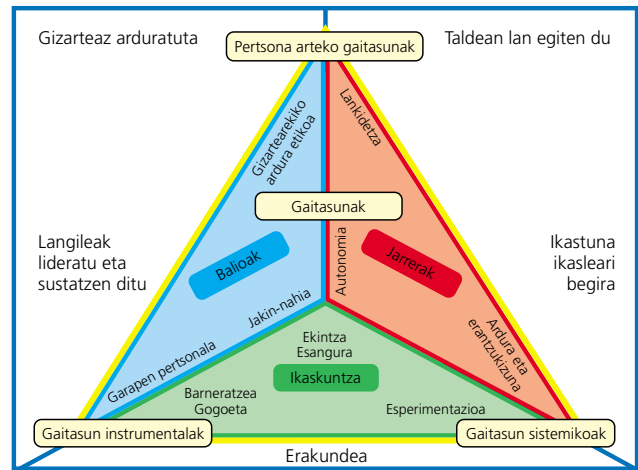 Gizarteaz arduratuta
Taldean lan egiten du
Pertsona arteko gaitasunak
Gizartearekiko
ardura etikoa
Lankidetza
Gaitasunak
Langileak
lideratu eta
sustatzen ditu
Balioak
Autonomia
Jarrerak
Ikastuna
ikasleari
begira
Jakin-nahia
Garapen pertsonala
Ardura eta
erantzukizuna
Ekintza
Esangura
Ikaskuntza
Barneratzea
Gogoeta
Esperimentazioa
Gaitasun instrumentalak
Gaitasun sistemikoak
Erakundea